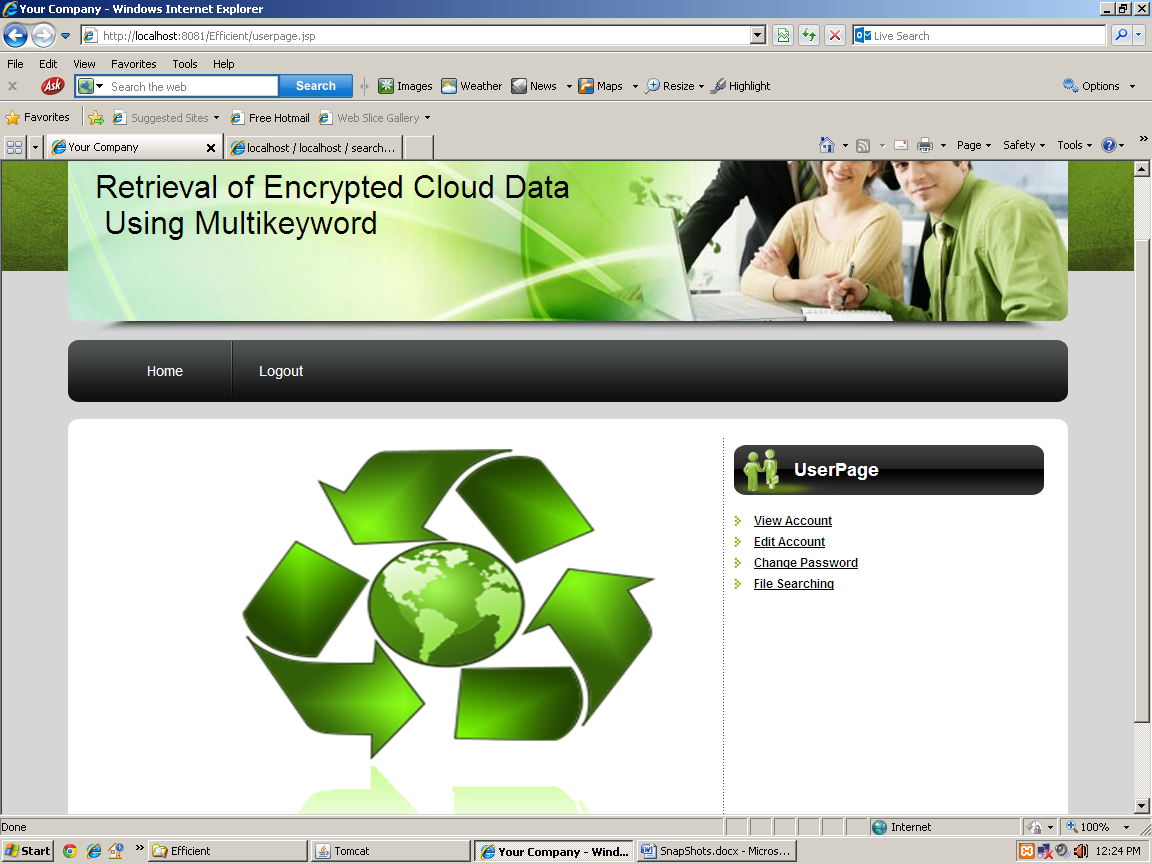 Your Company - Windows Internet Explorer
http://localhost:8081/Efficient/userpage.jsp
Live Search
File Edit View Favorites Tools Help
Ask Search the web Search Images Weather News Maps Resize Highlight Options
Favorites Suggested Sites Free Hotmail Web Slice Gallery
Your Company localhost / localhost / search... Page Safety Tools
Retrieval of Encrypted Cloud Data
Using Multikeyword
Home Logout
UserPage
View Account
Edit Account
Change Password
File Searching
Done Internet 100%
Start Efficient Tomcat Your Company - Wind... SnapShots.docx - Micros... 12:24 PM